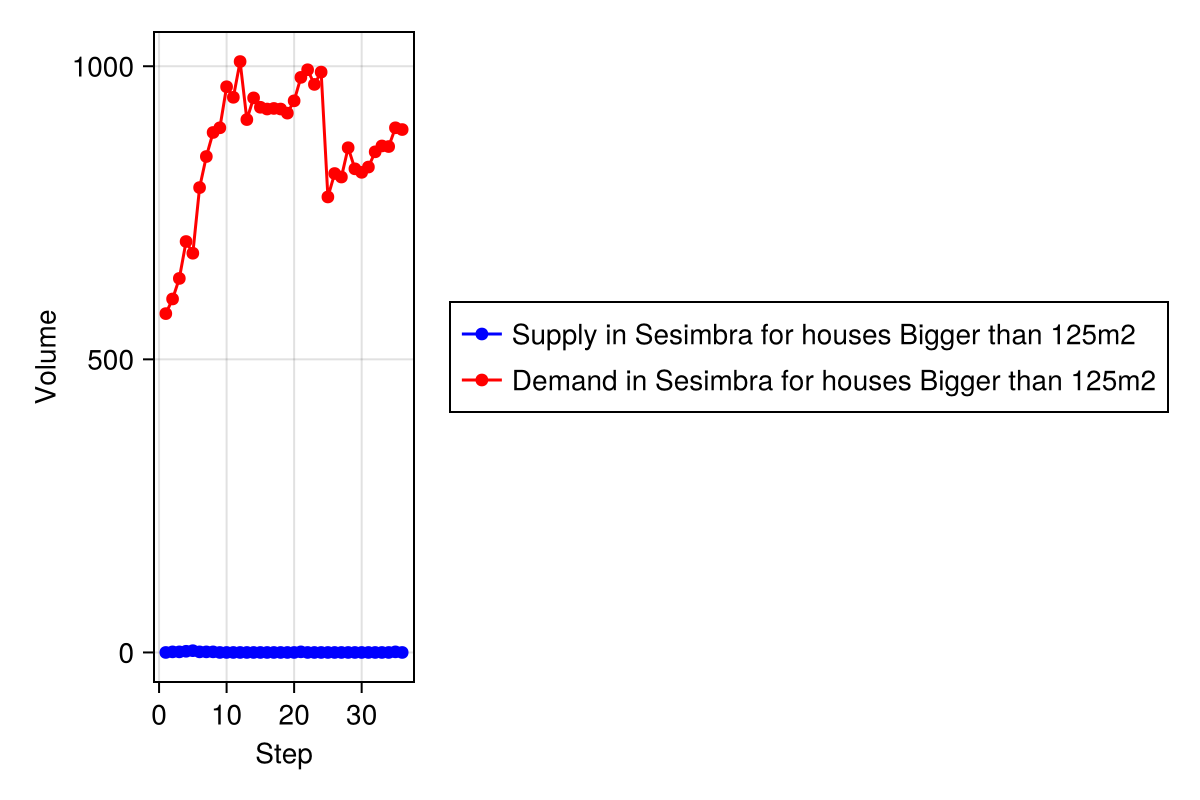 1000
500
0
Volume
0 10 20 30
Step
Supply in Sesimbra for houses Bigger than 125m2
Demand in Sesimbra for houses Bigger than 125m2